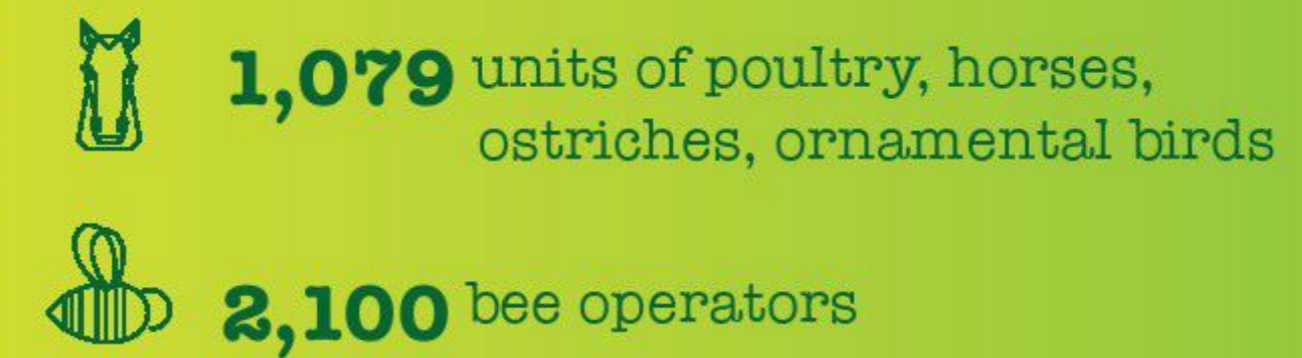 1,079 units of poultry, horses,
ostriches, ornamental birds
2,100 bee operators